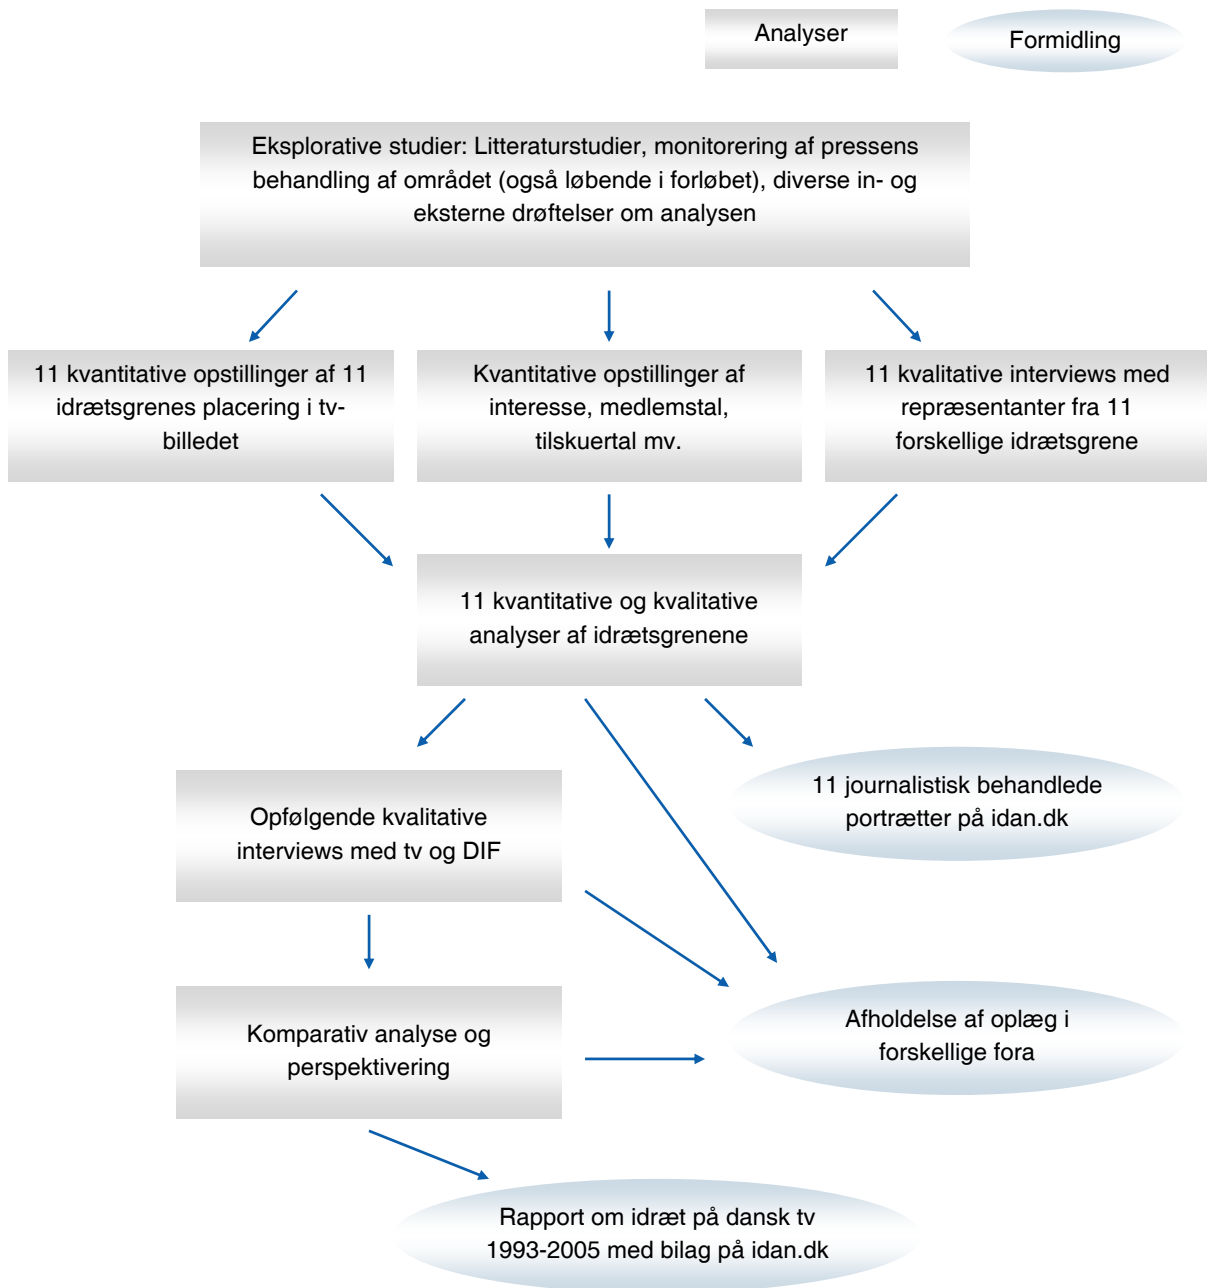 Analyser
Formidling
Eksplorative studier: Litteraturstudier, monitorering af pressens
behandling af området (også løbende i forløbet), diverse in- og
eksterne drøftelser om analysen
11 kvantitative opstillinger af 11
idrætsgrenes placering i tv-
billedet
Kvantitative opstillinger af
interesse, medlemstal,
tilskuertal mv.
11 kvalitative interviews med
repræsentanter fra 11
forskellige idrætsgrene
11 kvantitative og kvalitative
analyser af idrætsgrenene
11 journalistisk behandlede
portrætter på idan.dk
Opfølgende kvalitative
interviews med tv og DIF
Afholdelse af oplæg i
forskellige fora
Komparativ analyse og
perspektivering
Rapport om idræt på dansk tv
1993-2005 med bilag på idan.dk